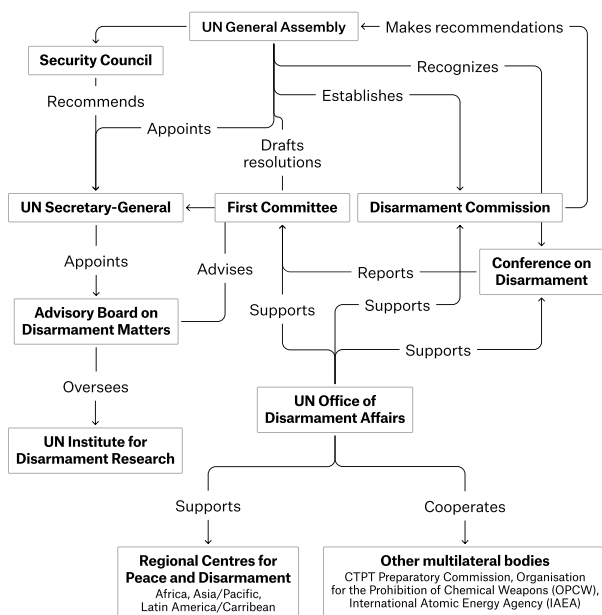 UN General Assembly
Makes recommendations
Security Council
Recognizes
Recommends
Establishes
Appoints
Drafts
resolutions
UN Secretary-General
First Committee
Disarmament Commission
Appoints
Advises
Reports
Conference on
Disarmament
Advisory Board on
Disarmament Matters
Supports
Supports
Supports
Oversees
UN Office of
Disarmament Affairs
UN Institute for
Disarmament Research
Supports
Cooperates
Regional Centres for
Peace and Disarmament
Africa, Asia/Pacific,
Latin America/Carribean
Other multilateral bodies
CTPT Preparatory Commission, Organisation
for the Prohibition of Chemical Weapons (OPCW),
International Atomic Energy Agency (IAEA)